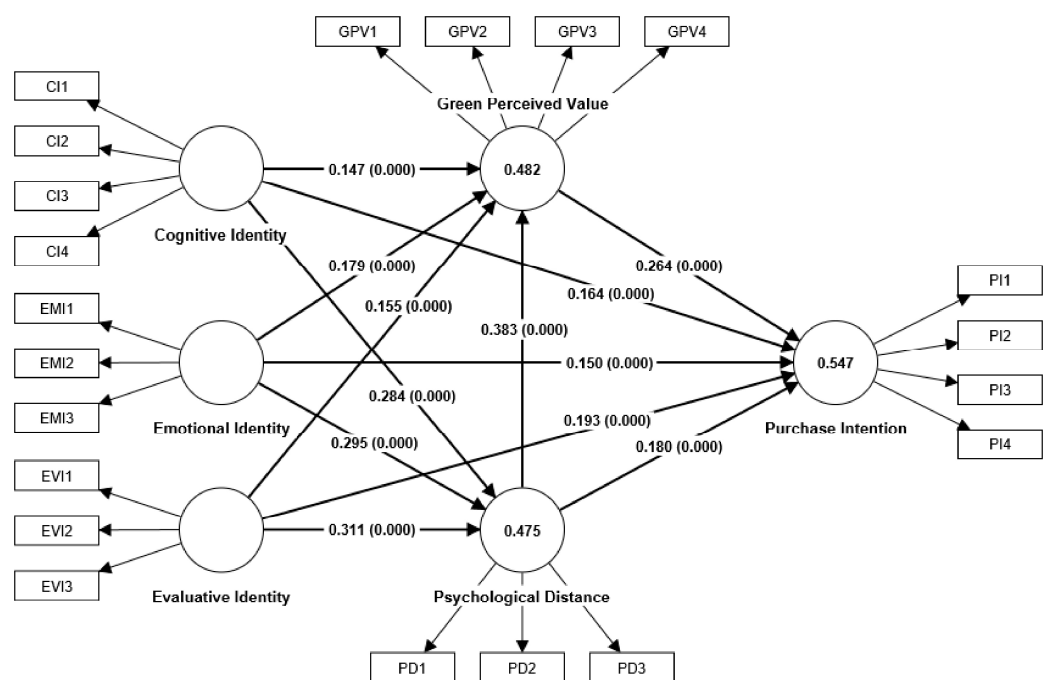 GPV1
GPV2
GPV3
GPV4
Green Perceived Value
CI1
CI2
CI3
CI4
Cognitive Identity
0.147 (0.000)
0.482
0.179 (0.000)
0.155 (0.000)
0.264 (0.000)
0.164 (0.000)
0.383 (0.000)
EMI1
EMI2
EMI3
Emotional Identity
0.150 (0.000)
0.547
Purchase Intention
PI1
PI2
PI3
PI4
0.284 (0.000)
0.295 (0.000)
0.193 (0.000)
0.180 (0.000)
EVI1
EVI2
EVI3
Evaluative Identity
0.311 (0.000)
0.475
Psychological Distance
PD1
PD2
PD3